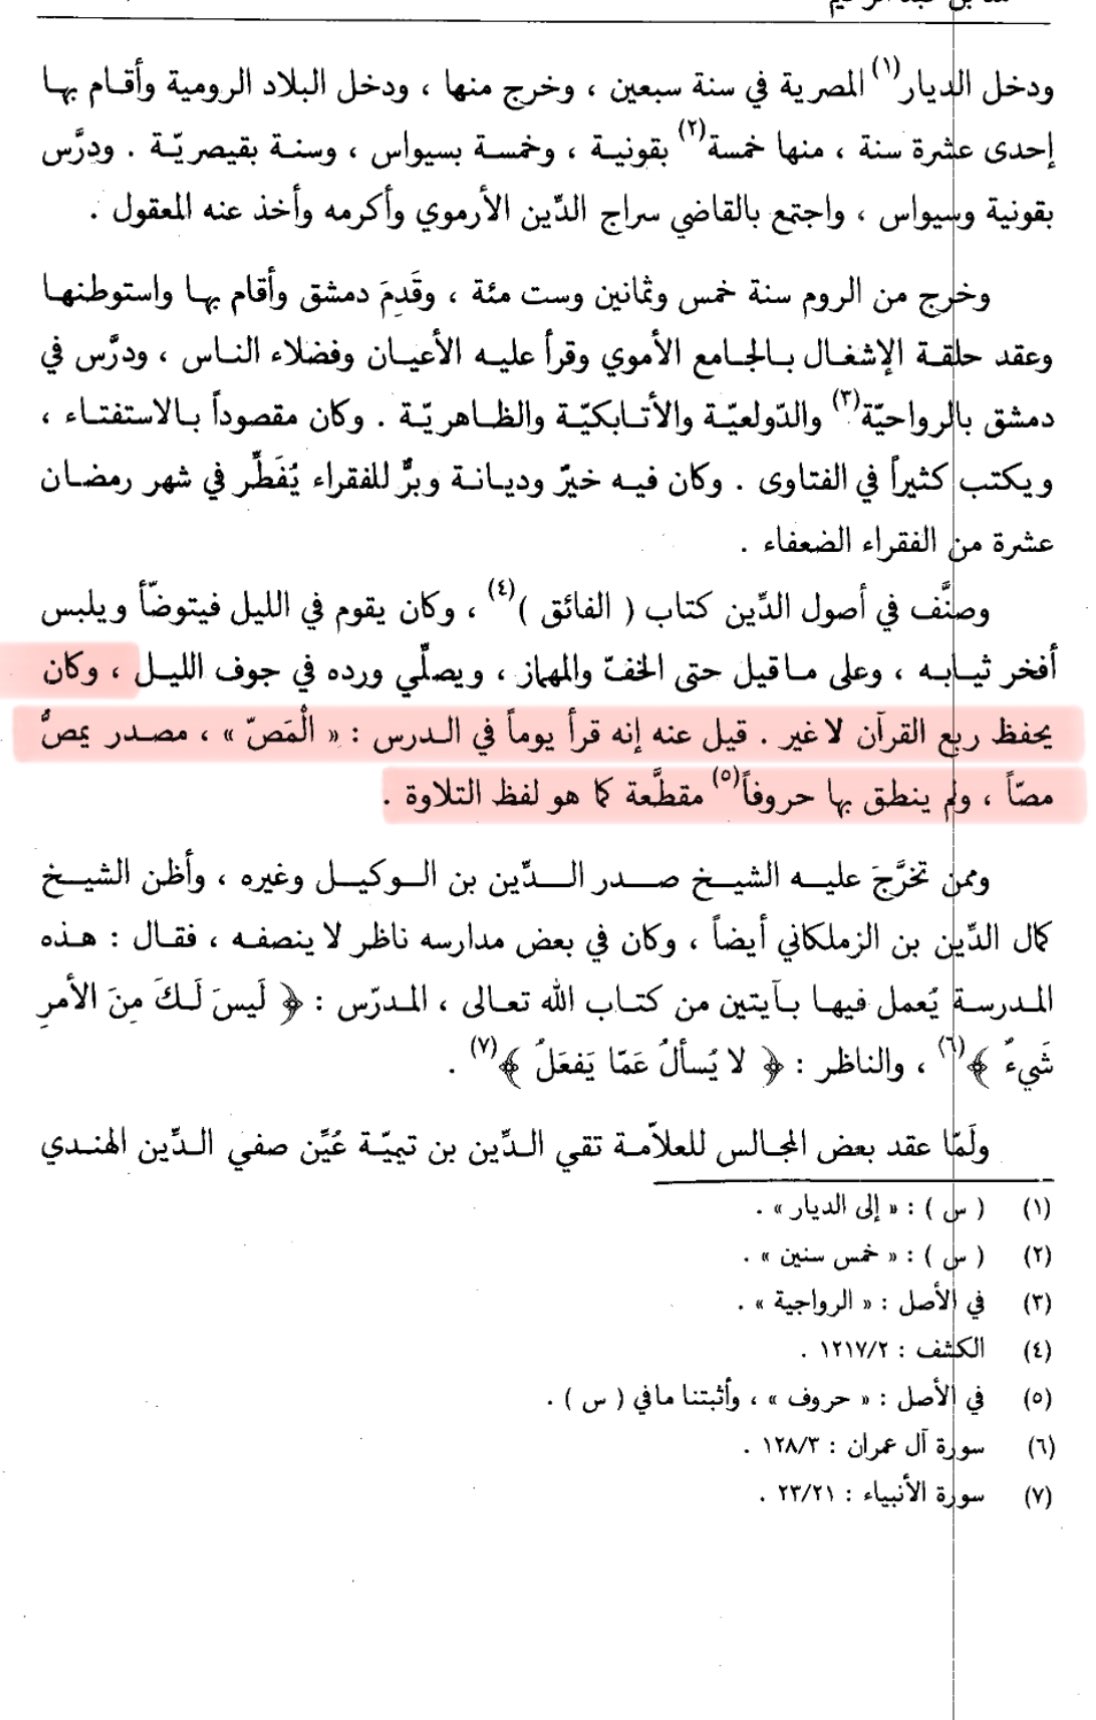 ودخل الديار(١) المصرية في سنة سبعين ، وخرج منها ، ودخل البلاد الرومية وأقام بها
إحدى عشرة سنة ، منها خمسة(٢) بقونية ، وخمسة بسيواس ، وسنة بقيصريّة . ودرَّس
بقونية وسيواس ، واجتمع بالقاضي سراج الدِّين الأرموي وأكرمه وأخذ عنه المعقول .
وخرج من الروم سنة خمس وثمانين وست مئة ، وقَدِمَ دمشق وأقام بها واستوطنها
وعقد حلقة الإشغال بالجامع الأموي وقرأ عليه الأعيان وفضلاء الناس ، ودرَّس في
دمشق بالرواحيّة(٣) والدّولعيّة والأتابكيّة والظاهريّة . وكان مقصوداً بالاستفتاء ،
ويكتب كثيراً في الفتاوى . وكان فيه خيرٌ وديانة وبرٌّ للفقراء يُفَطِّر في شهر رمضان
عشرة من الفقراء الضعفاء .
وصنَّف في أصول الدِّين كتاب ( الفائق )(٤) ، وكان يقوم في الليل فيتوضّأ ويلبس
أفخر ثيابه ، وعلى ماقيل حتى الخفّ والمهاز ، ويصلِّي ورده في جوف الليل ، وكان
يحفظ ربع القرآن لا غير . قيل عنه إنه قرأ يوماً في الدرس : « الْمَصّ » ، مصدر يمصُّ
مصّاً ، ولم ينطق بها حروفاً(٥) مقطَّعة كما هو لفظ التلاوة .
وممن تخرَّجَ عليه الشيخ صدر الدِّين بن الوكيل وغيره ، وأظن الشيخ
كمال الدِّين بن الزملكاني أيضاً ، وكان في بعض مدارسه ناظر لا ينصفه ، فقال : هذه
المدرسة يُعمل فيها بآيتين من كتاب الله تعالى ، المدرّس : ﴿ لَيسَ لَكَ مِنَ الأمرِ
شَيءٌ ﴾(٦) ، والناظر : ﴿ لا يُسألُ عَمّا يَفعَلُ ﴾(٧) .
ولَمّا عقد بعض المجالس للعلاّمة تقي الدِّين بن تيميّة عُيِّن صفي الدِّين الهندي
(١) ( س ) : « إلى الديار » .
(٢) ( س ) : « خمس سنين » .
(٣) في الأصل : « الرواجية » .
(٤) الكشف : ١٢١٧/٢ .
(٥) في الأصل : « حروف » ، وأثبتنا مافي ( س ) .
(٦) سورة آل عمران : ١٢٨/٣ .
(٧) سورة الأنبياء : ٢٣/٢١ .